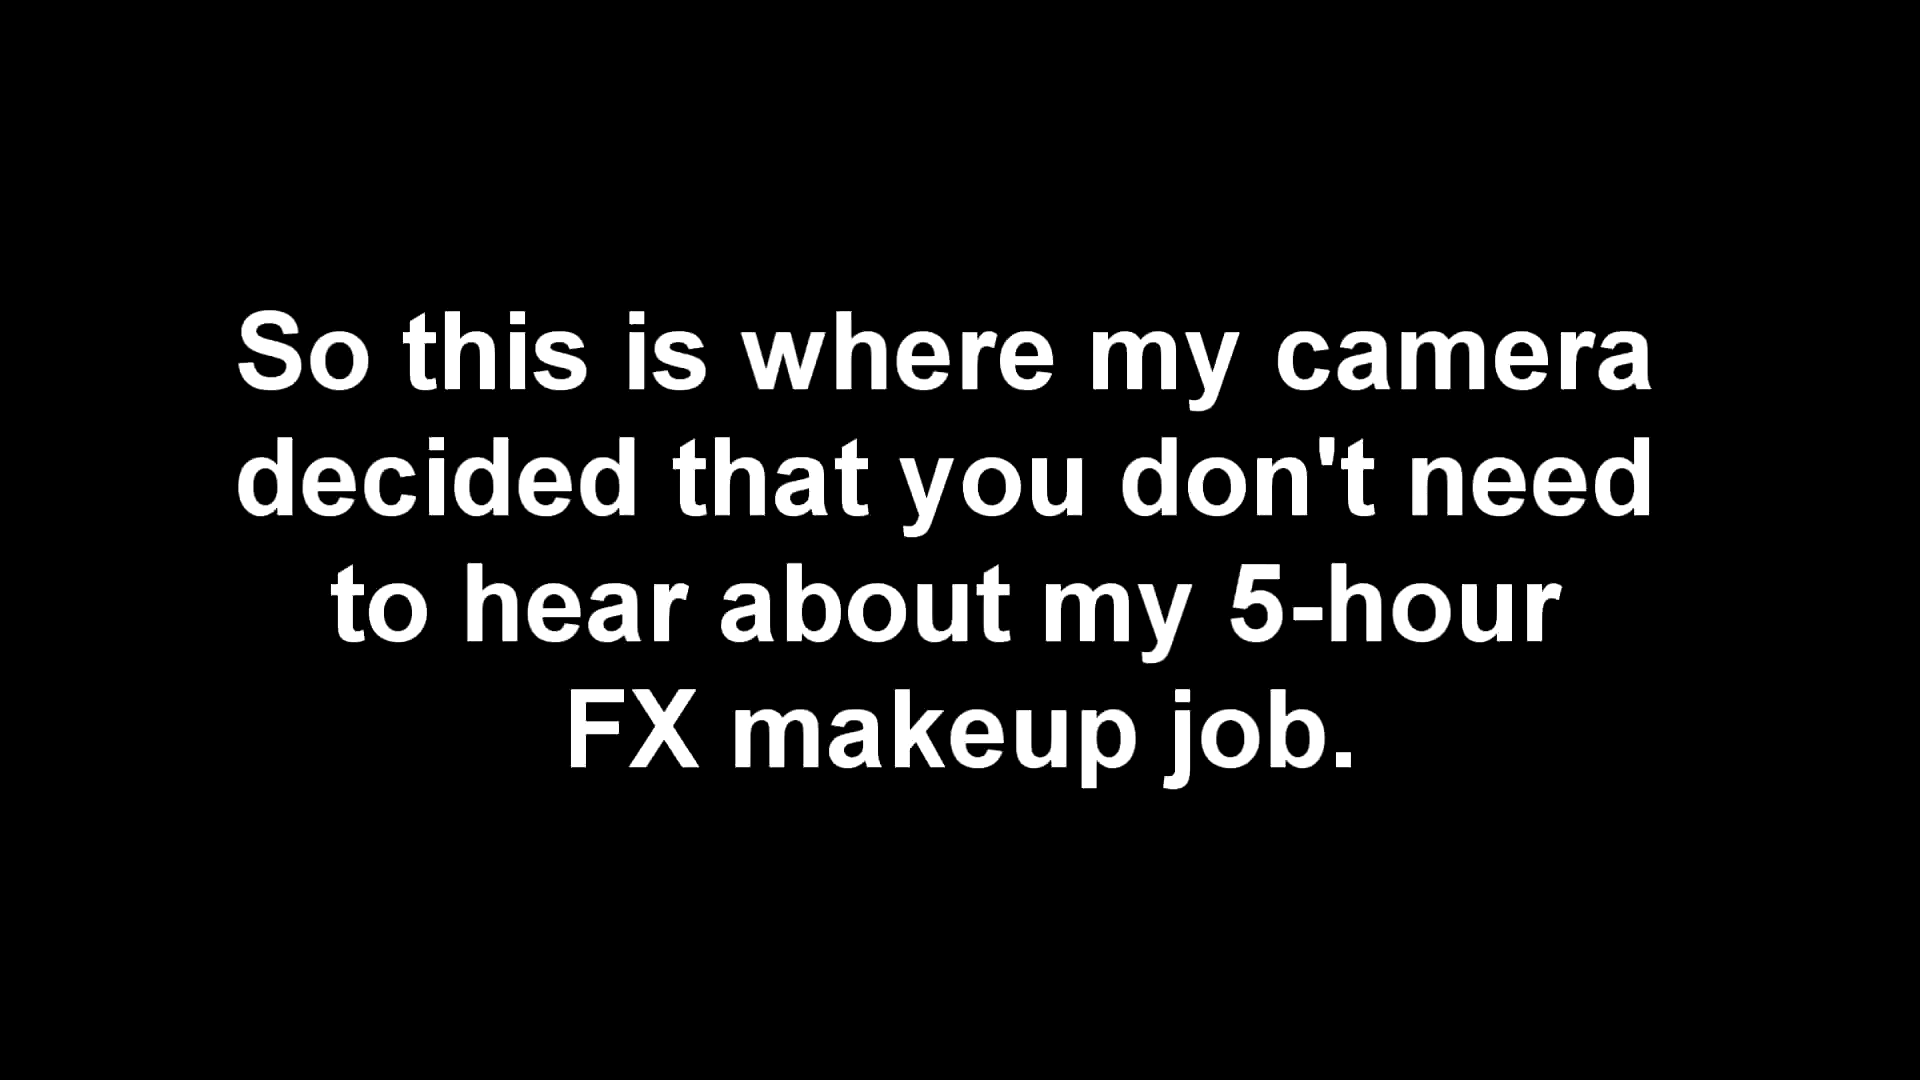 So this is where my camera
decided that you don't need
to hear about my 5-hour
FX makeup job.